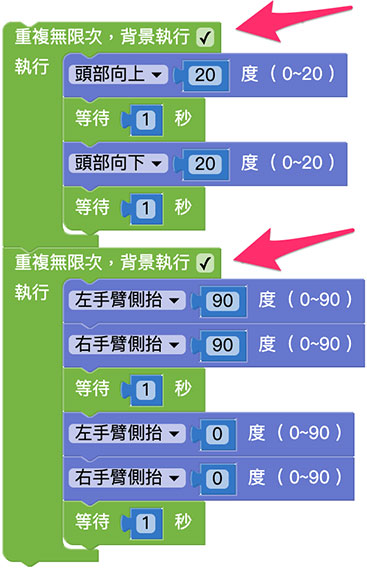 重複無限次，背景執行 ✓
執行
頭部向上 20 度（0~20）
等待 1 秒
頭部向下 20 度（0~20）
等待 1 秒
重複無限次，背景執行 ✓
執行
左手臂側抬 90 度（0~90）
右手臂側抬 90 度（0~90）
等待 1 秒
左手臂側抬 0 度（0~90）
右手臂側抬 0 度（0~90）
等待 1 秒